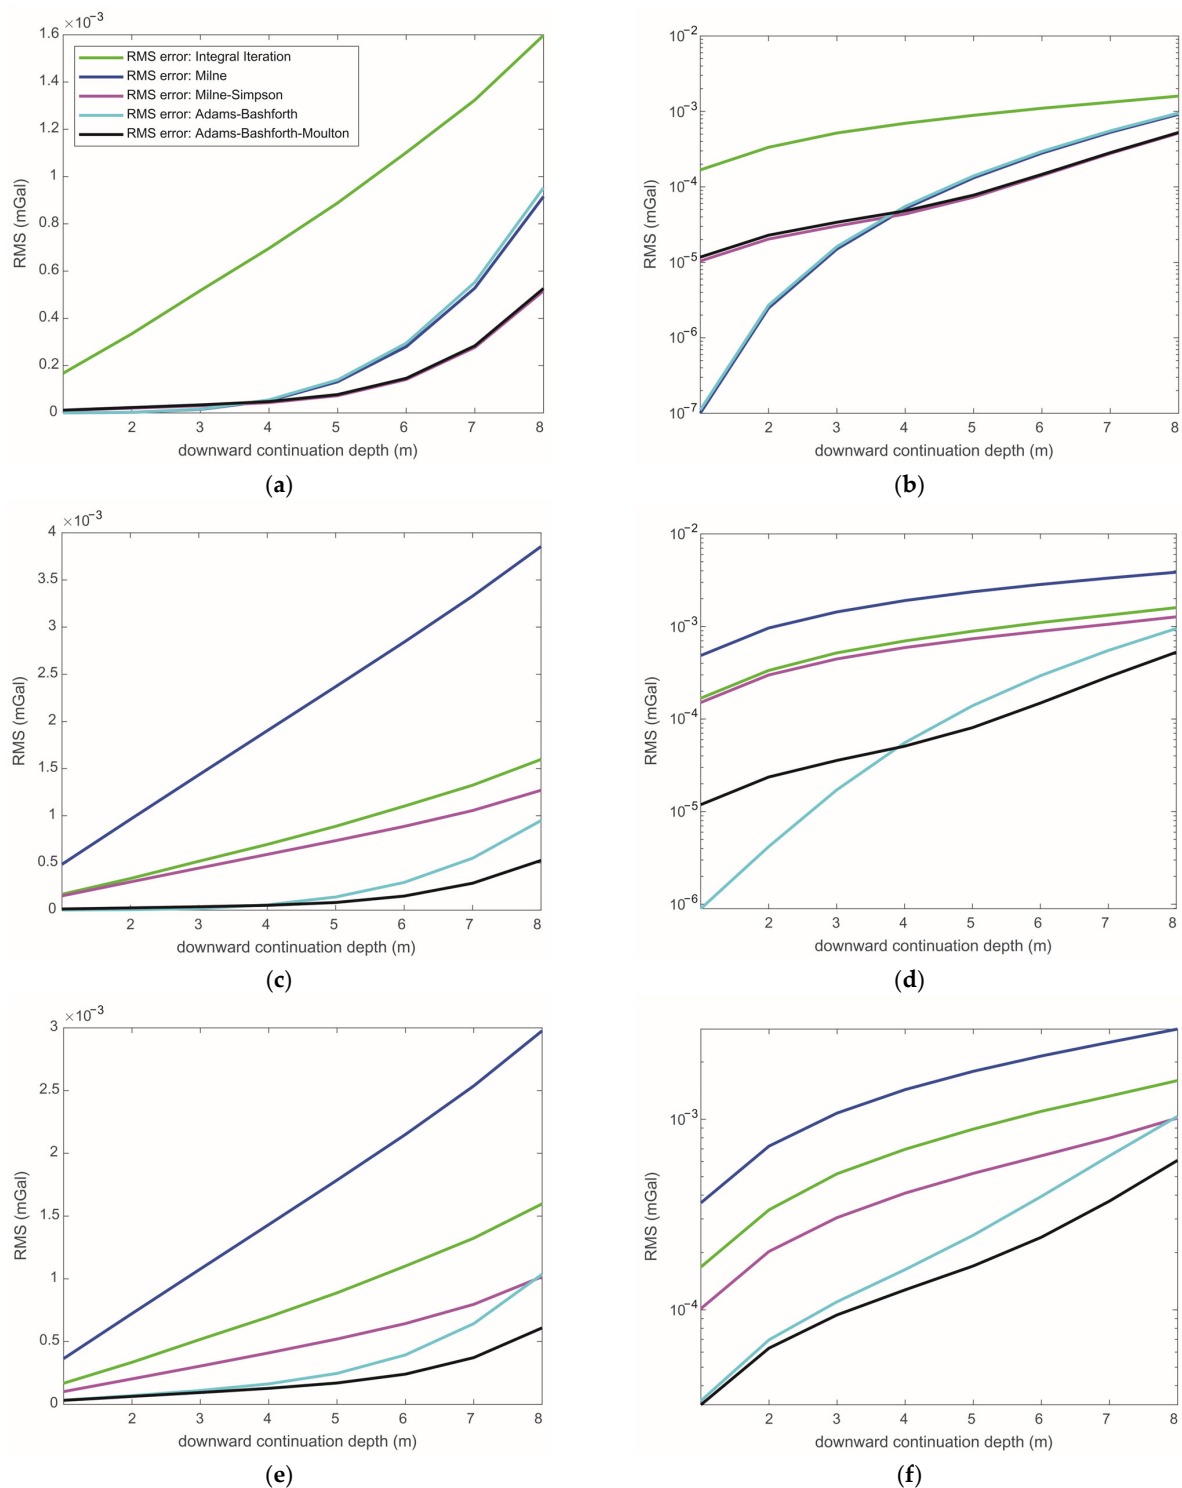 ×10⁻³
1.6
1.4
1.2
1
0.8
0.6
0.4
0.2
0
RMS (mGal)
RMS error: Integral Iteration
RMS error: Milne
RMS error: Milne-Simpson
RMS error: Adams-Bashforth
RMS error: Adams-Bashforth-Moulton
2 3 4 5 6 7 8
downward continuation depth (m)
(a)
10⁻²
10⁻³
10⁻⁴
10⁻⁵
10⁻⁶
10⁻⁷
RMS (mGal)
2 3 4 5 6 7 8
downward continuation depth (m)
(b)
×10⁻³
4
3.5
3
2.5
2
1.5
1
0.5
0
RMS (mGal)
2 3 4 5 6 7 8
downward continuation depth (m)
(c)
10⁻²
10⁻³
10⁻⁴
10⁻⁵
10⁻⁶
RMS (mGal)
2 3 4 5 6 7 8
downward continuation depth (m)
(d)
×10⁻³
3
2.5
2
1.5
1
0.5
0
RMS (mGal)
2 3 4 5 6 7 8
downward continuation depth (m)
(e)
10⁻³
10⁻⁴
RMS (mGal)
2 3 4 5 6 7 8
downward continuation depth (m)
(f)